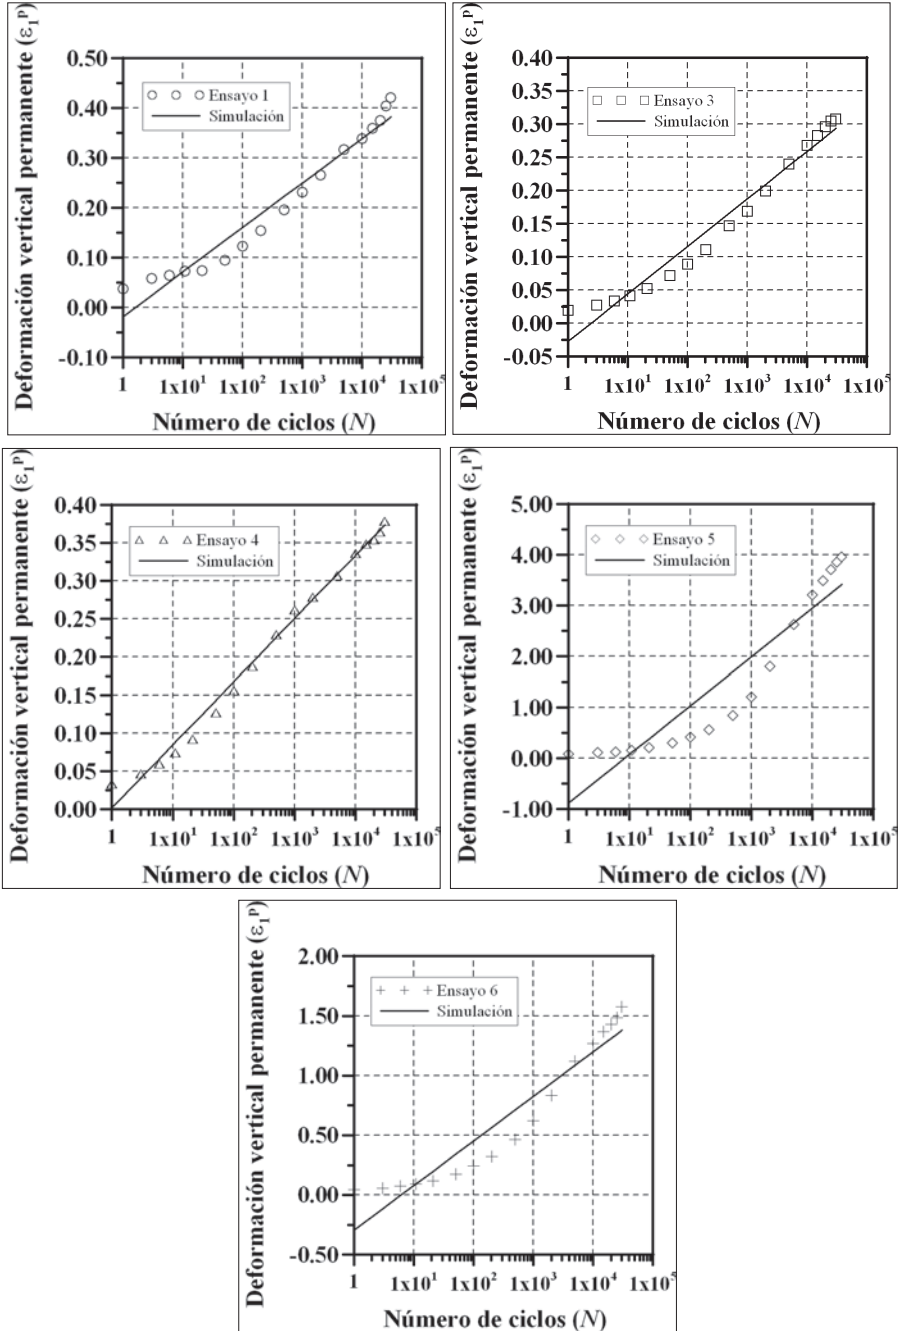 Deformación vertical permanente (ε₁ᵖ)
0.50
0.40
0.30
0.20
0.10
0.00
-0.10
Ensayo 1
Simulación
1 1x10¹ 1x10² 1x10³ 1x10⁴ 1x10⁵
Número de ciclos (N)
Deformación vertical permanente (ε₁ᵖ)
0.40
0.35
0.30
0.25
0.20
0.15
0.10
0.05
0.00
-0.05
Ensayo 3
Simulación
1 1x10¹ 1x10² 1x10³ 1x10⁴ 1x10⁵
Número de ciclos (N)
Deformación vertical permanente (ε₁ᵖ)
0.40
0.35
0.30
0.25
0.20
0.15
0.10
0.05
0.00
Ensayo 4
Simulación
1 1x10¹ 1x10² 1x10³ 1x10⁴ 1x10⁵
Número de ciclos (N)
Deformación vertical permanente (ε₁ᵖ)
5.00
4.00
3.00
2.00
1.00
0.00
-1.00
Ensayo 5
Simulación
1 1x10¹ 1x10² 1x10³ 1x10⁴ 1x10⁵
Número de ciclos (N)
Deformación vertical permanente (ε₁ᵖ)
2.00
1.50
1.00
0.50
0.00
-0.50
Ensayo 6
Simulación
1 1x10¹ 1x10² 1x10³ 1x10⁴ 1x10⁵
Número de ciclos (N)